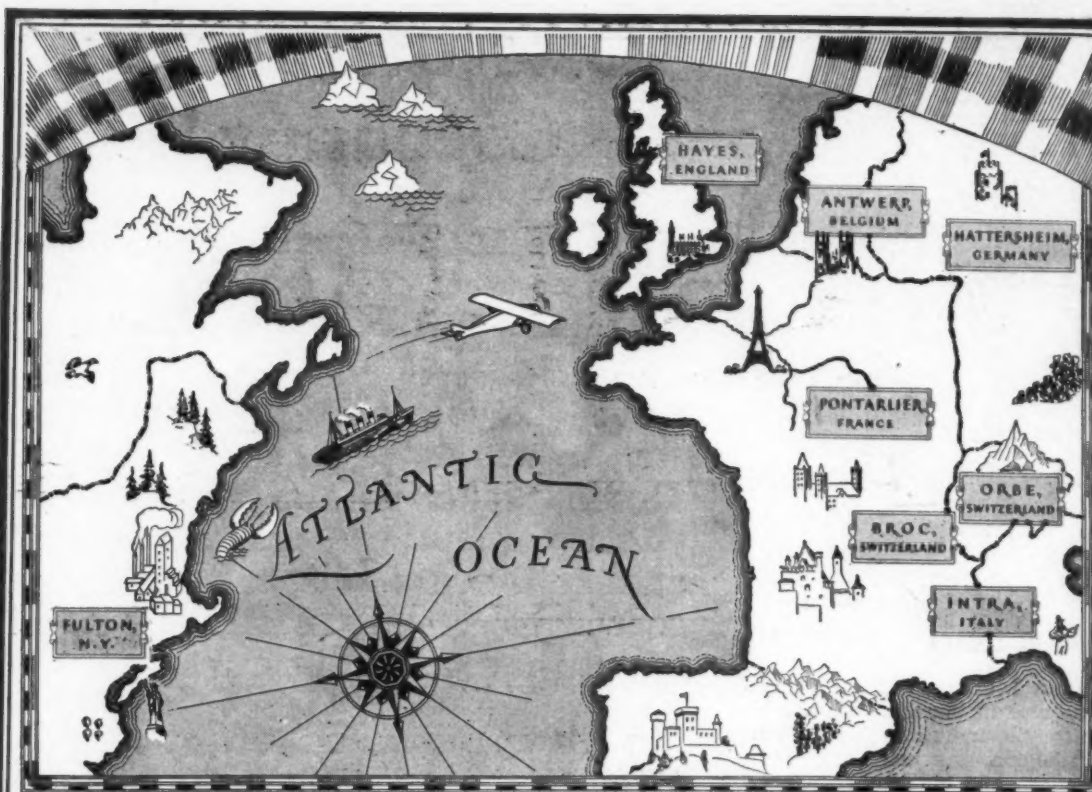 HAYES,
ENGLAND
ANTWERP,
BELGIUM
HATTERSHEIM,
GERMANY
PONTARLIER
FRANCE
ATLANTIC
OCEAN
ORBE,
SWITZERLAND
BROC,
SWITZERLAND
FULTON,
N.Y.
INTRA,
ITALY